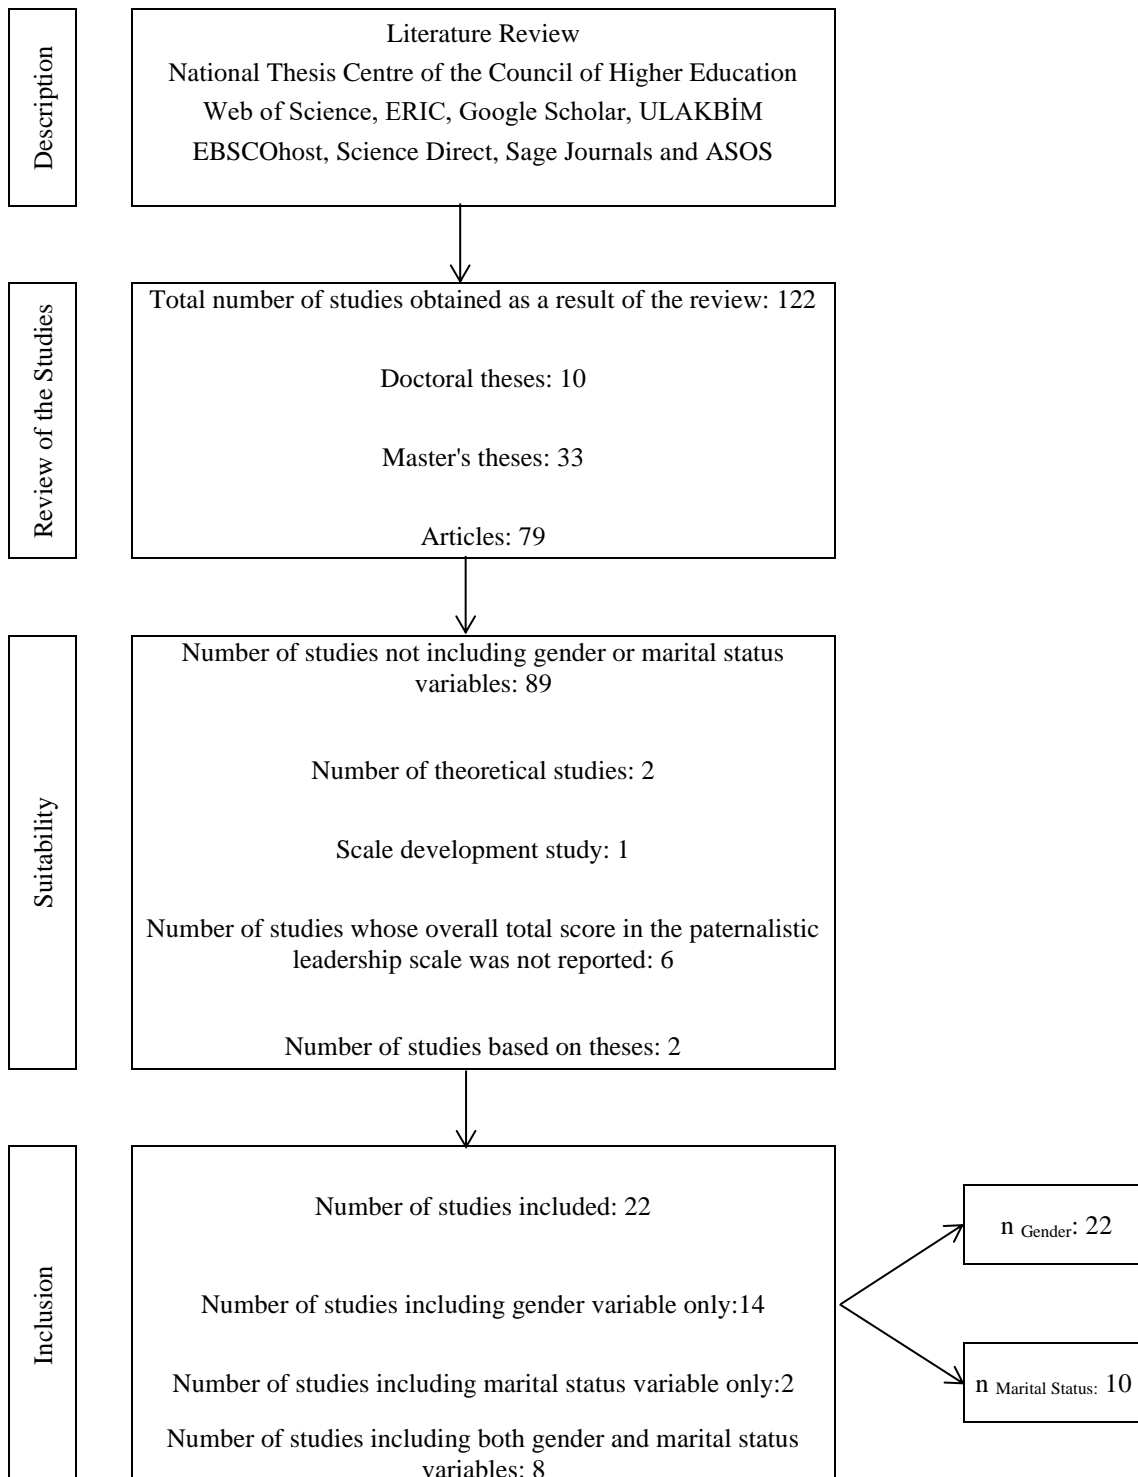 Description
Literature Review
National Thesis Centre of the Council of Higher Education
Web of Science, ERIC, Google Scholar, ULAKBİM
EBSCOhost, Science Direct, Sage Journals and ASOS
Review of the Studies
Total number of studies obtained as a result of the review: 122
Doctoral theses: 10
Master's theses: 33
Articles: 79
Suitability
Number of studies not including gender or marital status
variables: 89
Number of theoretical studies: 2
Scale development study: 1
Number of studies whose overall total score in the paternalistic
leadership scale was not reported: 6
Number of studies based on theses: 2
Inclusion
Number of studies included: 22
Number of studies including gender variable only:14
Number of studies including marital status variable only:2
Number of studies including both gender and marital status
variables: 8
n Gender: 22
n Marital Status: 10